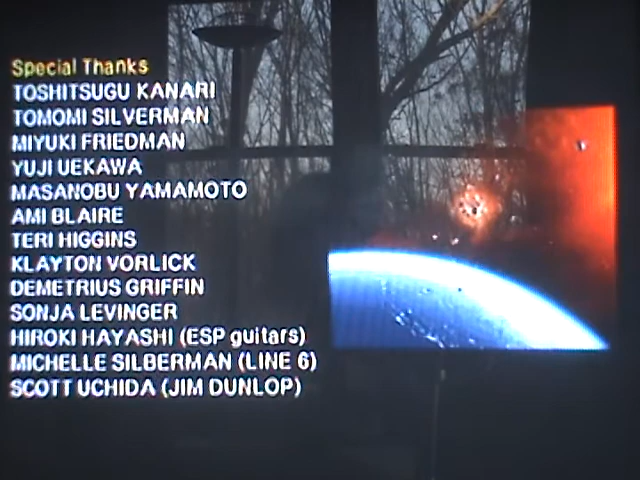 Special Thanks
TOSHITSUGU KANARI
TOMOMI SILVERMAN
MIYUKI FRIEDMAN
YUJI UEKAWA
MASANOBU YAMAMOTO
AMI BLAIRE
TERI HIGGINS
KLAYTON VORLICK
DEMETRIUS GRIFFIN
SONJA LEVINGER
HIROKI HAYASHI (ESP guitars)
MICHELLE SILBERMAN (LINE 6)
SCOTT UCHIDA (JIM DUNLOP)